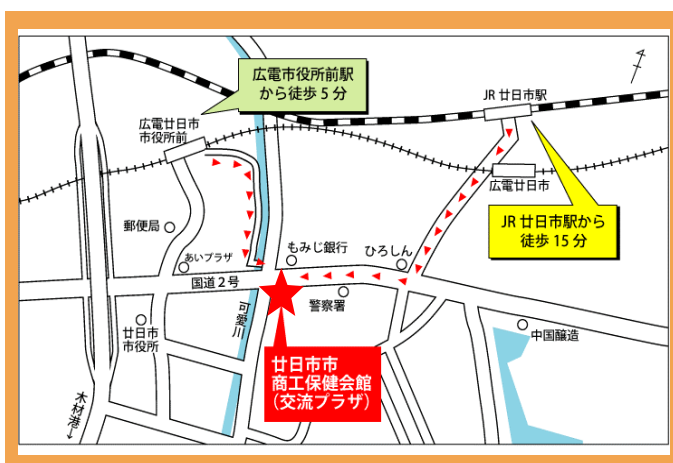 広電市役所前駅
から徒歩5分
JR 廿日市駅
広電廿日市
市役所前
広電廿日市
郵便局
JR 廿日市駅から
徒歩 15 分
あいプラザ
もみじ銀行
ひろしん
国道2号
警察署
可愛川
廿日市
市役所
中国醸造
廿日市市
商工保健会館
（交流プラザ）
木材港→